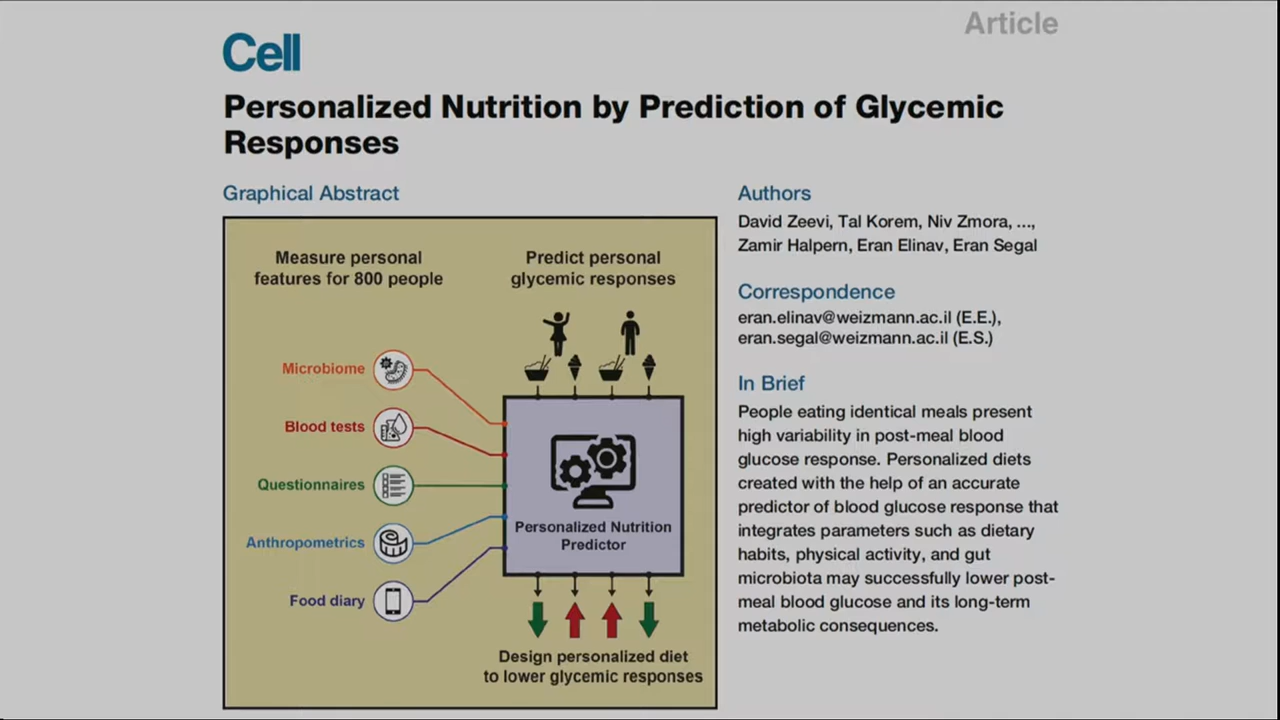 Article
Cell
Personalized Nutrition by Prediction of Glycemic
Responses
Graphical Abstract
Measure personal
features for 800 people
Predict personal
glycemic responses
Microbiome
Blood tests
Questionnaires
Anthropometrics
Food diary
Personalized Nutrition
Predictor
Design personalized diet
to lower glycemic responses
Authors
David Zeevi, Tal Korem, Niv Zmora, ...,
Zamir Halpern, Eran Elinav, Eran Segal
Correspondence
eran.elinav@weizmann.ac.il (E.E.),
eran.segal@weizmann.ac.il (E.S.)
In Brief
People eating identical meals present
high variability in post-meal blood
glucose response. Personalized diets
created with the help of an accurate
predictor of blood glucose response that
integrates parameters such as dietary
habits, physical activity, and gut
microbiota may successfully lower post-
meal blood glucose and its long-term
metabolic consequences.